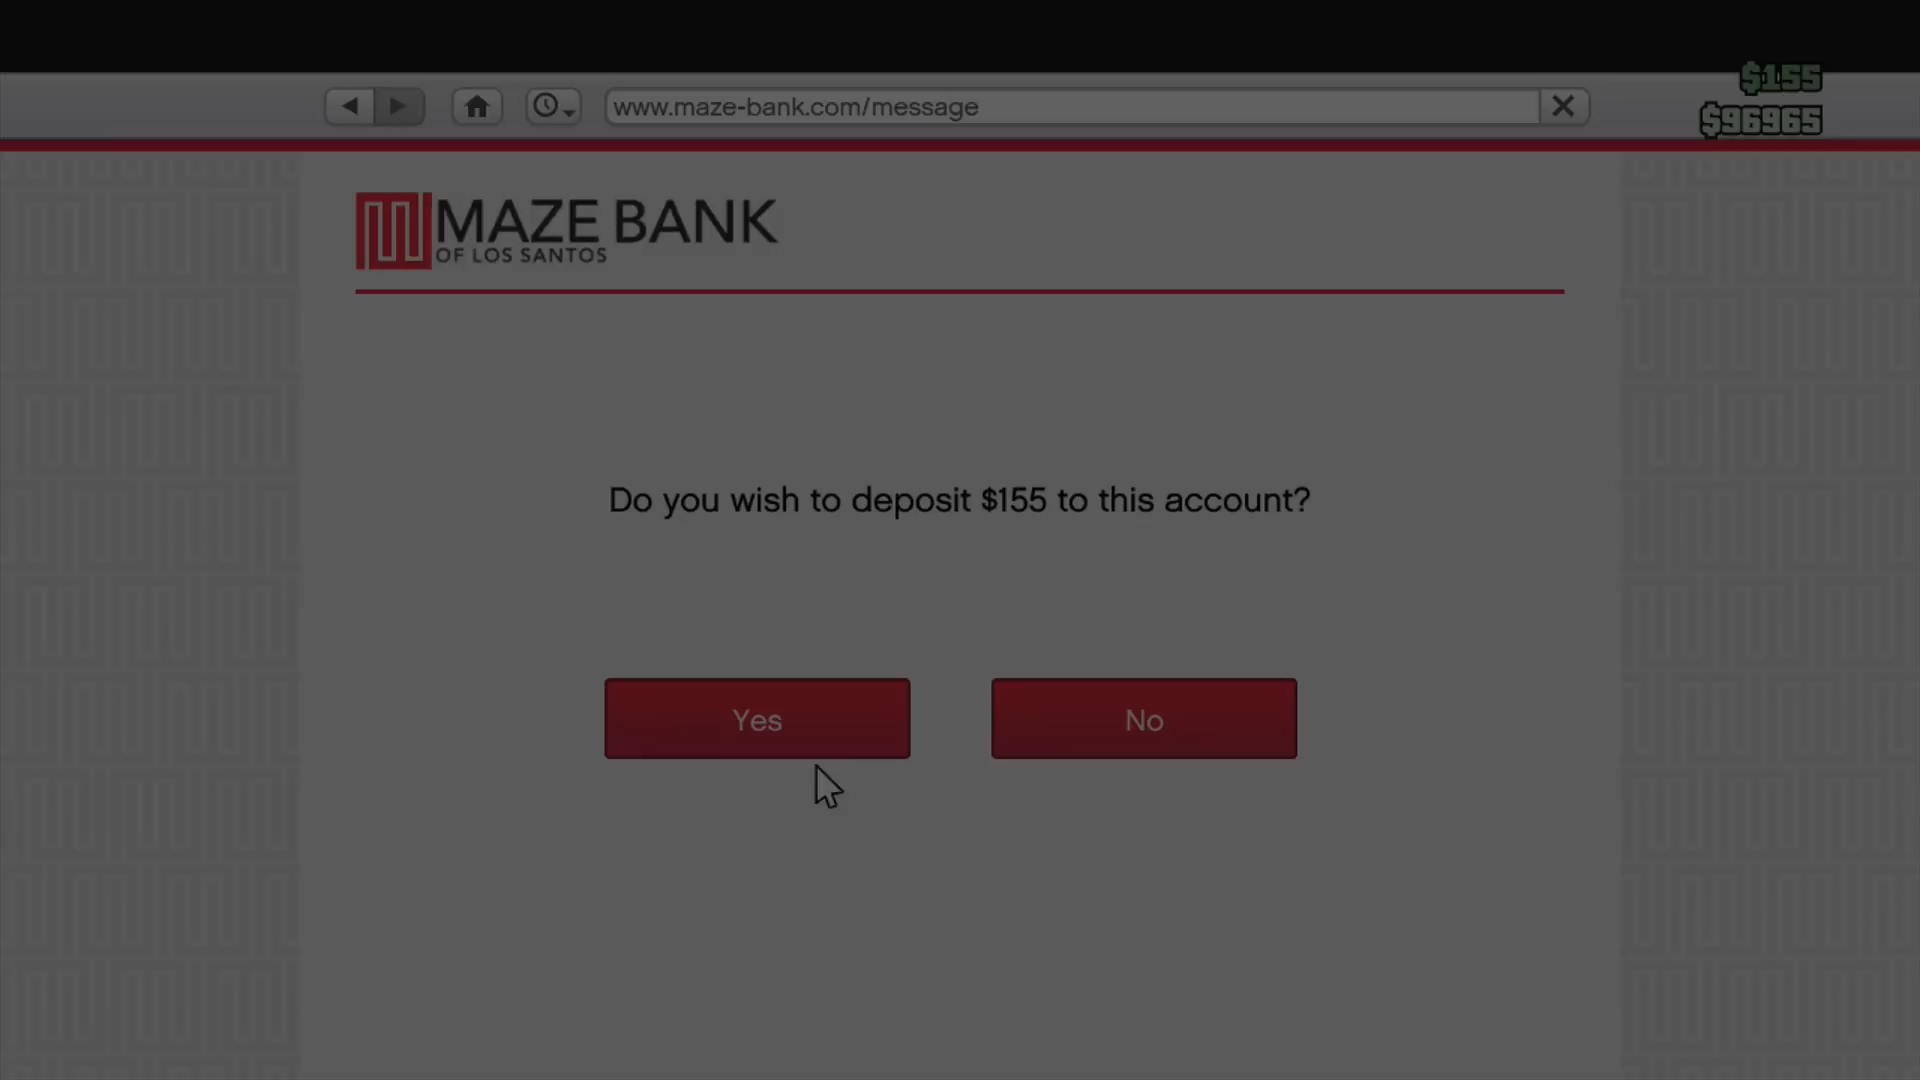 $155
www.maze-bank.com/message
$96965
MAZE BANK
OF LOS SANTOS
Do you wish to deposit $155 to this account?
Yes
No